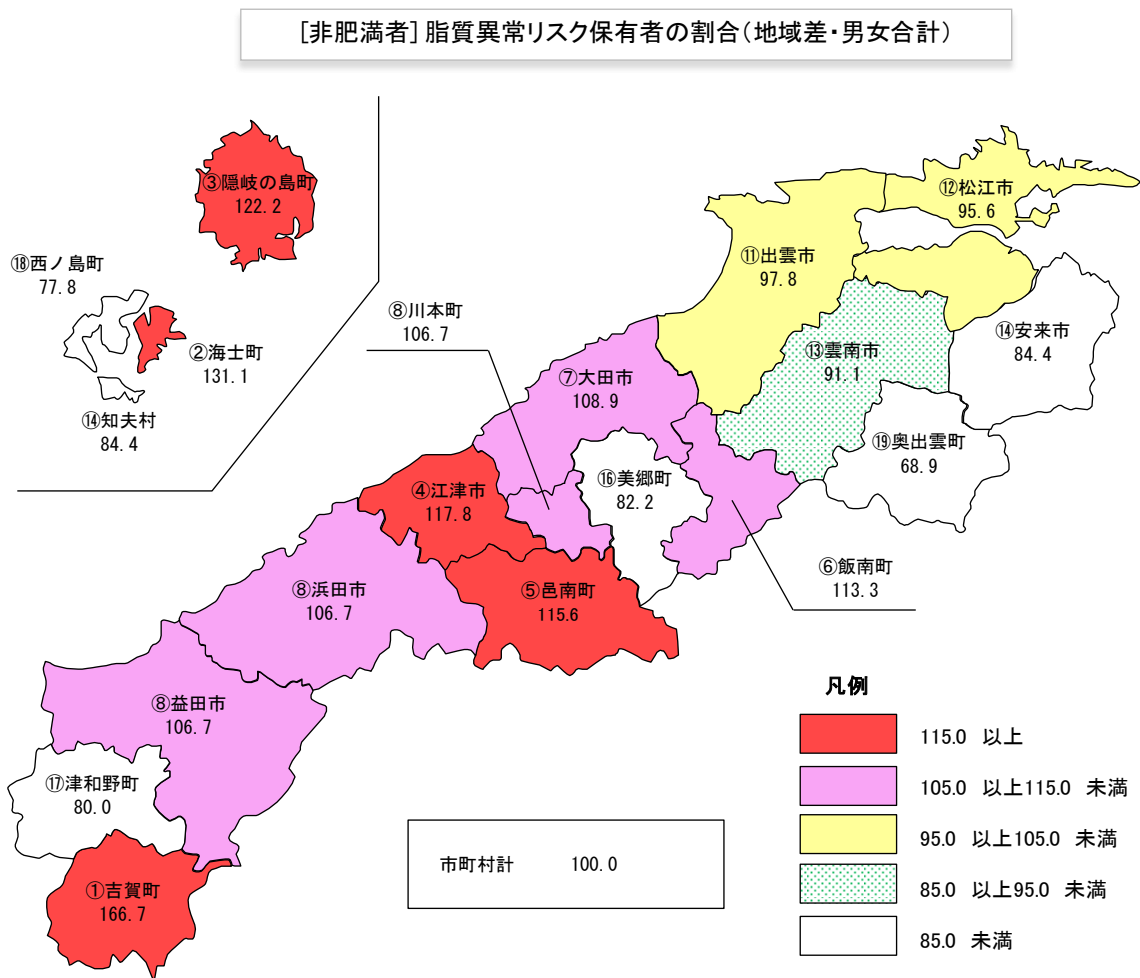 [非肥満者]脂質異常リスク保有者の割合(地域差・男女合計)
③隠岐の島町
122.2
⑱西ノ島町
77.8
②海士町
131.1
⑭知夫村
84.4
⑫松江市
95.6
⑪出雲市
97.8
⑭安来市
84.4
⑬雲南市
91.1
⑲奥出雲町
68.9
⑧川本町
106.7
⑦大田市
108.9
⑯美郷町
82.2
⑥飯南町
113.3
④江津市
117.8
⑤邑南町
115.6
⑧浜田市
106.7
⑧益田市
106.7
⑰津和野町
80.0
①吉賀町
166.7
市町村計 100.0
凡例
115.0 以上
105.0 以上115.0 未満
95.0 以上105.0 未満
85.0 以上95.0 未満
85.0 未満